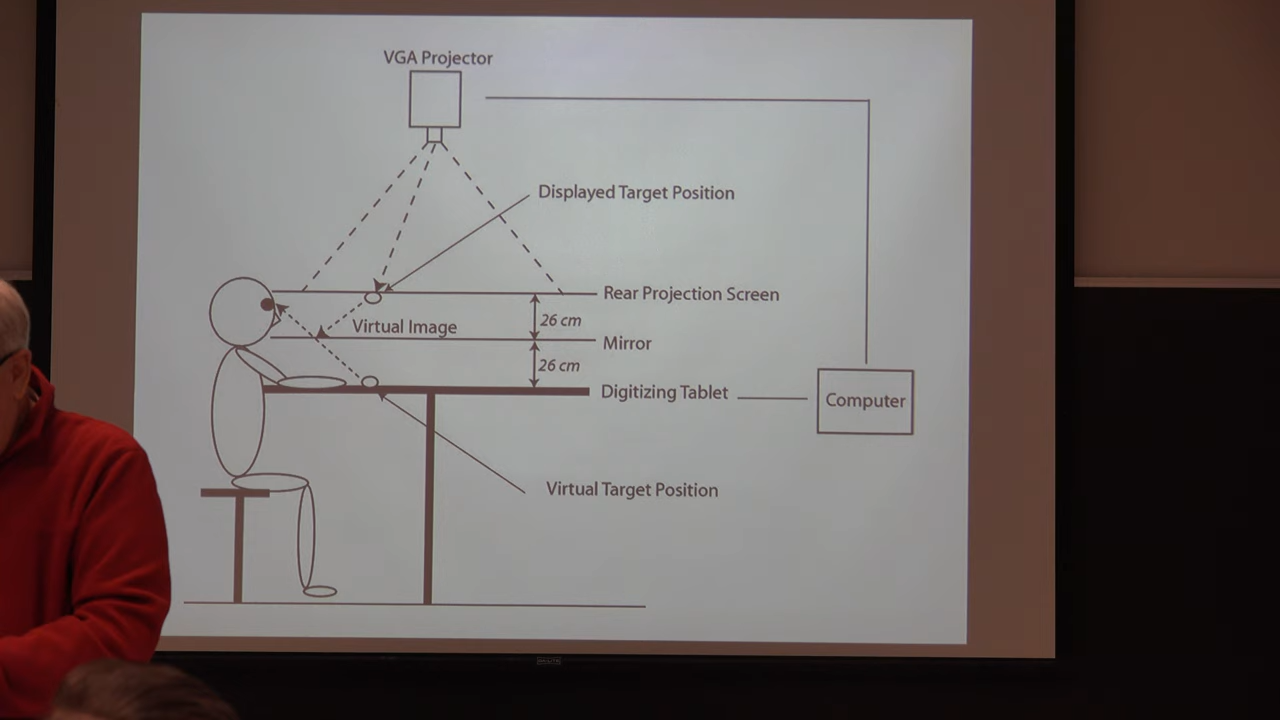 VGA Projector
Displayed Target Position
Rear Projection Screen
26 cm
Virtual Image
Mirror
26 cm
Digitizing Tablet
Computer
Virtual Target Position